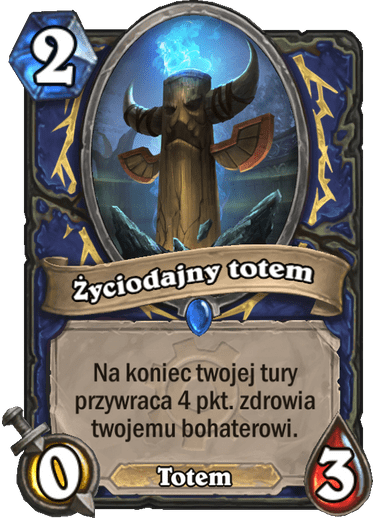 2
Życiodajny totem
Na koniec twojej tury
przywraca 4 pkt. zdrowia
twojemu bohaterowi.
0
Totem
3